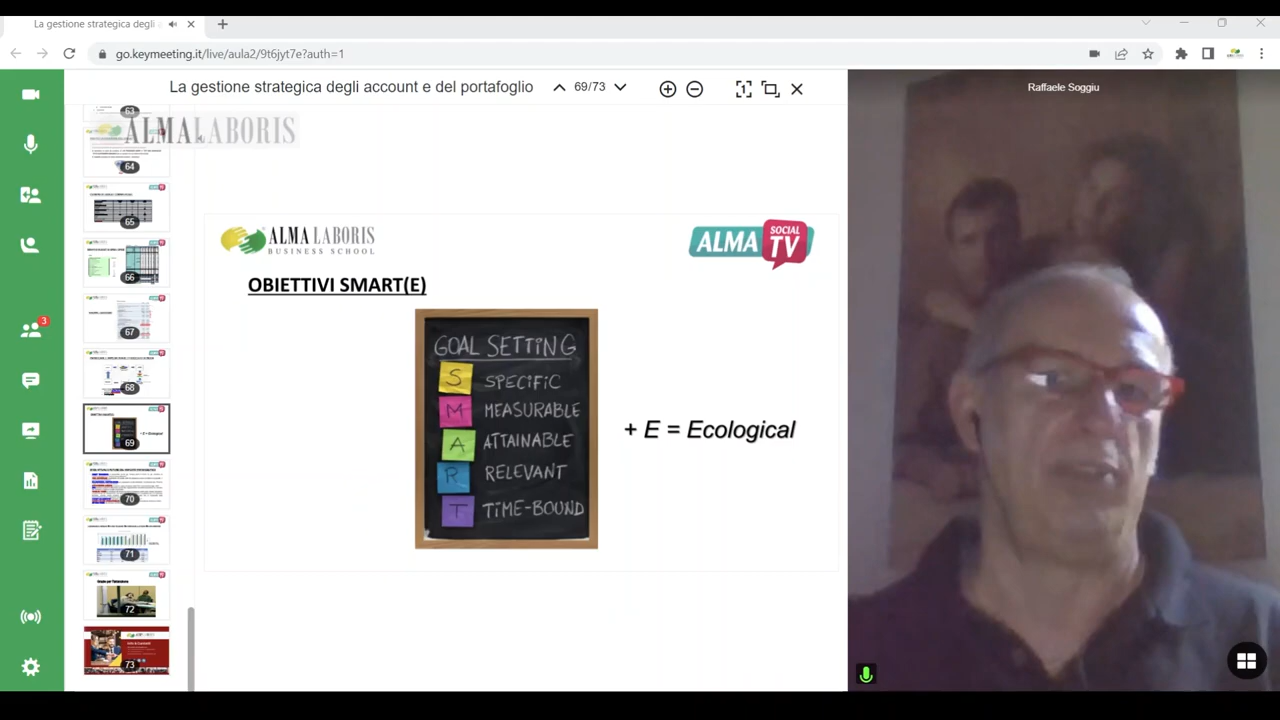 La gestione strategica degli
go.keymeeting.it/live/aula2/9t6jyt7e?auth=1
La gestione strategica degli account e del portafoglio
69/73
Raffaele Soggiu
ALMALABORIS
63
64
65
66
67
68
69
70
71
72
73
3
ALMA LABORIS
BUSINESS SCHOOL
ALMA SOCIAL TV
OBIETTIVI SMART(E)
GOAL SETTING
S SPECIFIC
M MEASURABLE
A ATTAINABLE
R RELEVANT
T TIME-BOUND
+ E = Ecological